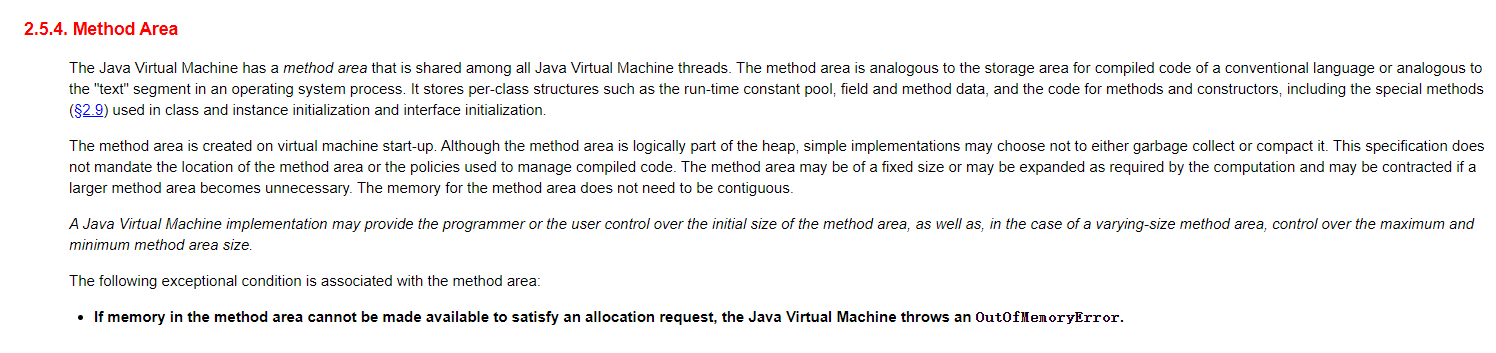 2.5.4. Method Area
The Java Virtual Machine has a method area that is shared among all Java Virtual Machine threads. The method area is analogous to the storage area for compiled code of a conventional language or analogous to
the "text" segment in an operating system process. It stores per-class structures such as the run-time constant pool, field and method data, and the code for methods and constructors, including the special methods
(§2.9) used in class and instance initialization and interface initialization.
The method area is created on virtual machine start-up. Although the method area is logically part of the heap, simple implementations may choose not to either garbage collect or compact it. This specification does
not mandate the location of the method area or the policies used to manage compiled code. The method area may be of a fixed size or may be expanded as required by the computation and may be contracted if a
larger method area becomes unnecessary. The memory for the method area does not need to be contiguous.
A Java Virtual Machine implementation may provide the programmer or the user control over the initial size of the method area, as well as, in the case of a varying-size method area, control over the maximum and
minimum method area size.
The following exceptional condition is associated with the method area:
• If memory in the method area cannot be made available to satisfy an allocation request, the Java Virtual Machine throws an OutOfMemoryError.